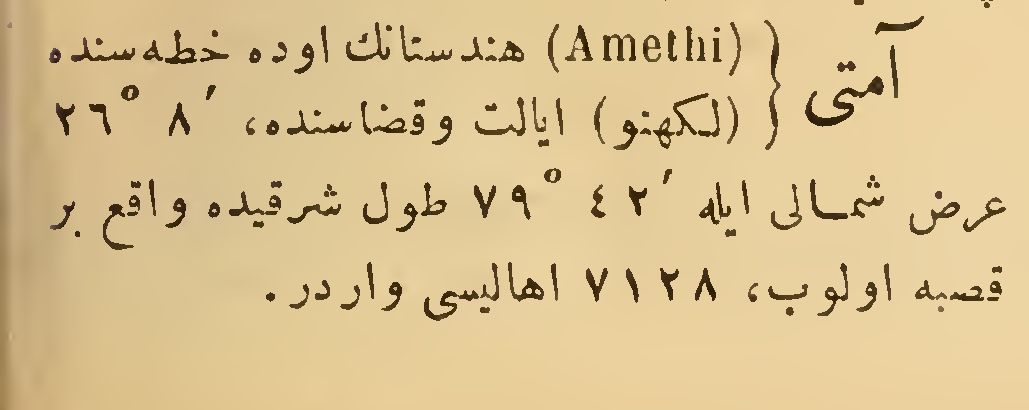 آمتی { (Amethi) هندستانك اوده خطه‌سنده
(لكهنو) ایالت وقضاسنده، ٨′ ٢٦°
عرض شمالی ایله ٤٢′ ٧٩° طول شرقیده واقع بر
قصبه اولوب، ٧١٢٨ اهالیسی واردر.